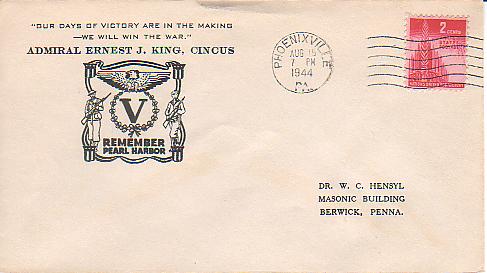 "OUR DAYS OF VICTORY ARE IN THE MAKING
—WE WILL WIN THE WAR."
ADMIRAL ERNEST J. KING, CINCUS
V
REMEMBER
PEARL HARBOR
PHOENIXVILLE
AUG 15
7 PM
1944
PA.
2 CENTS
DR. W. C. HENSYL
MASONIC BUILDING
BERWICK, PENNA.